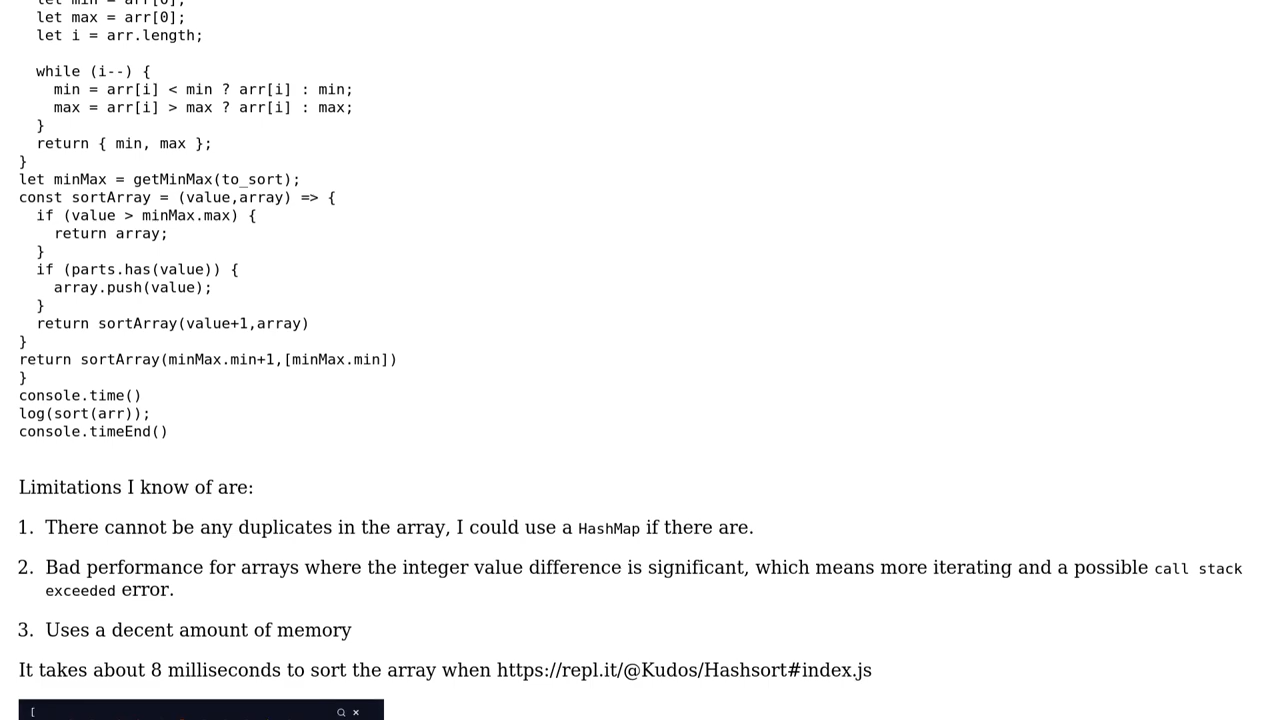 let min = arr[0];
let max = arr[0];
let i = arr.length;
while (i--) {
min = arr[i] < min ? arr[i] : min;
max = arr[i] > max ? arr[i] : max;
}
return { min, max };
}
let minMax = getMinMax(to_sort);
const sortArray = (value,array) => {
if (value > minMax.max) {
return array;
}
if (parts.has(value)) {
array.push(value);
}
return sortArray(value+1,array)
}
return sortArray(minMax.min+1,[minMax.min])
}
console.time()
log(sort(arr));
console.timeEnd()
Limitations I know of are:
1. There cannot be any duplicates in the array, I could use a HashMap if there are.
2. Bad performance for arrays where the integer value difference is significant, which means more iterating and a possible call stack
exceeded error.
3. Uses a decent amount of memory
It takes about 8 milliseconds to sort the array when https://repl.it/@Kudos/Hashsort#index.js
[